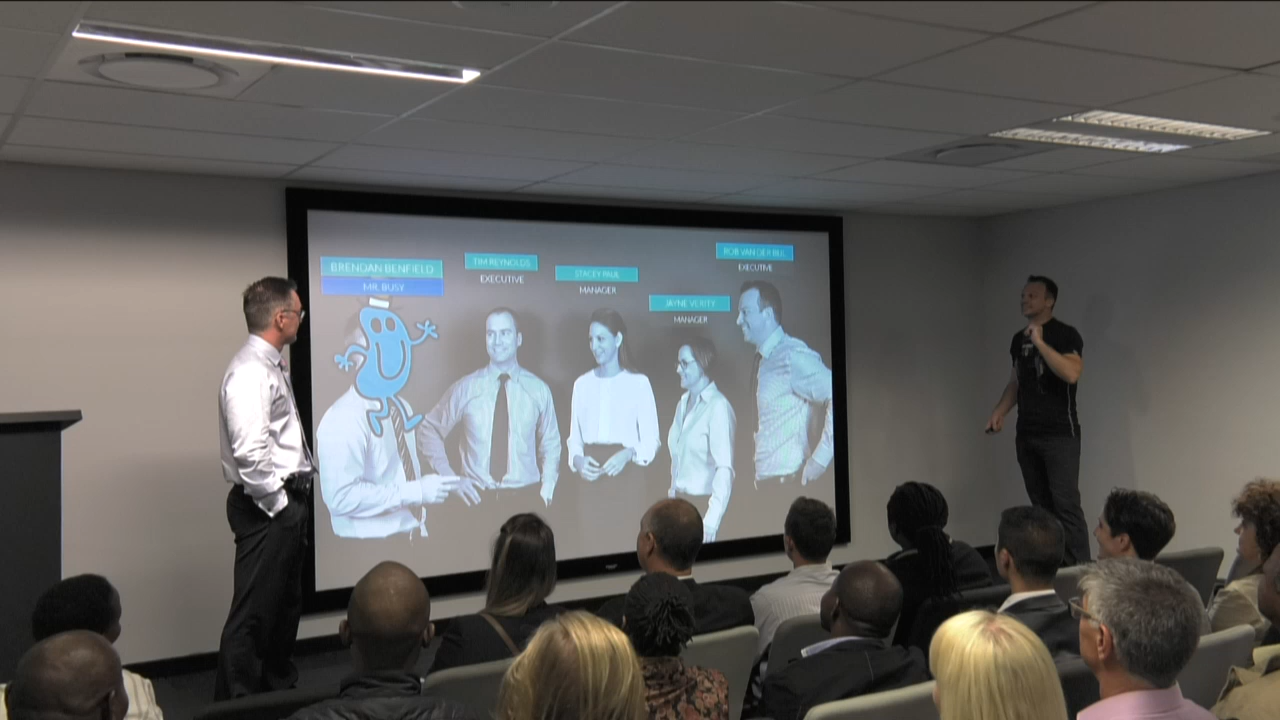 BRENDAN BENFIELD
MR. BUSY
TIM REYNOLDS
EXECUTIVE
STACEY PAUL
MANAGER
JAYNE VERITY
MANAGER
ROB VAN DER BIJL
EXECUTIVE